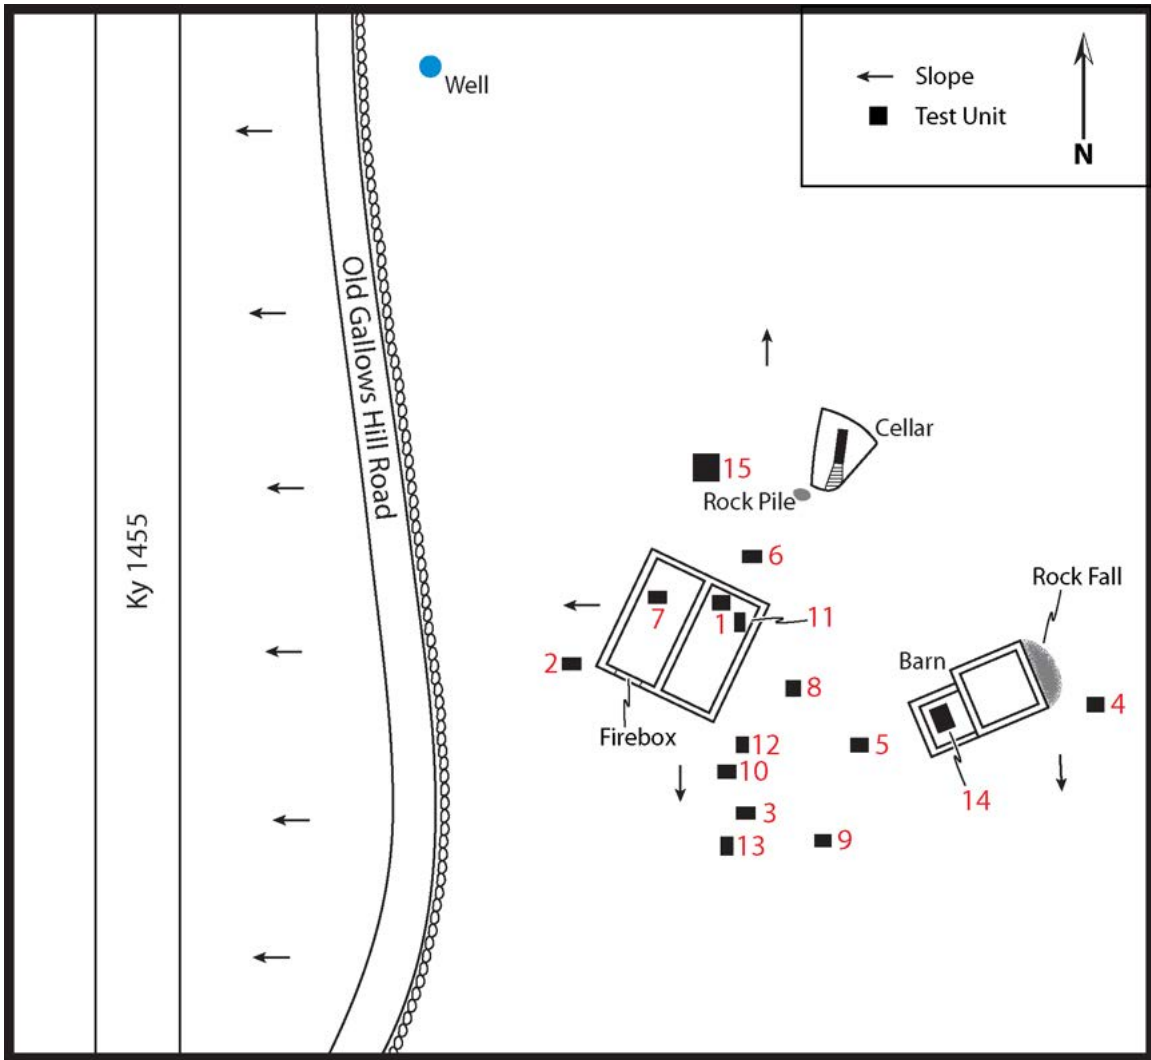 Well
Slope
Test Unit
N
Old Gallows Hill Road
Ky 1455
Cellar
15
Rock Pile
6
Rock Fall
7
1
11
2
Barn
8
4
Firebox
12
5
10
14
3
13
9